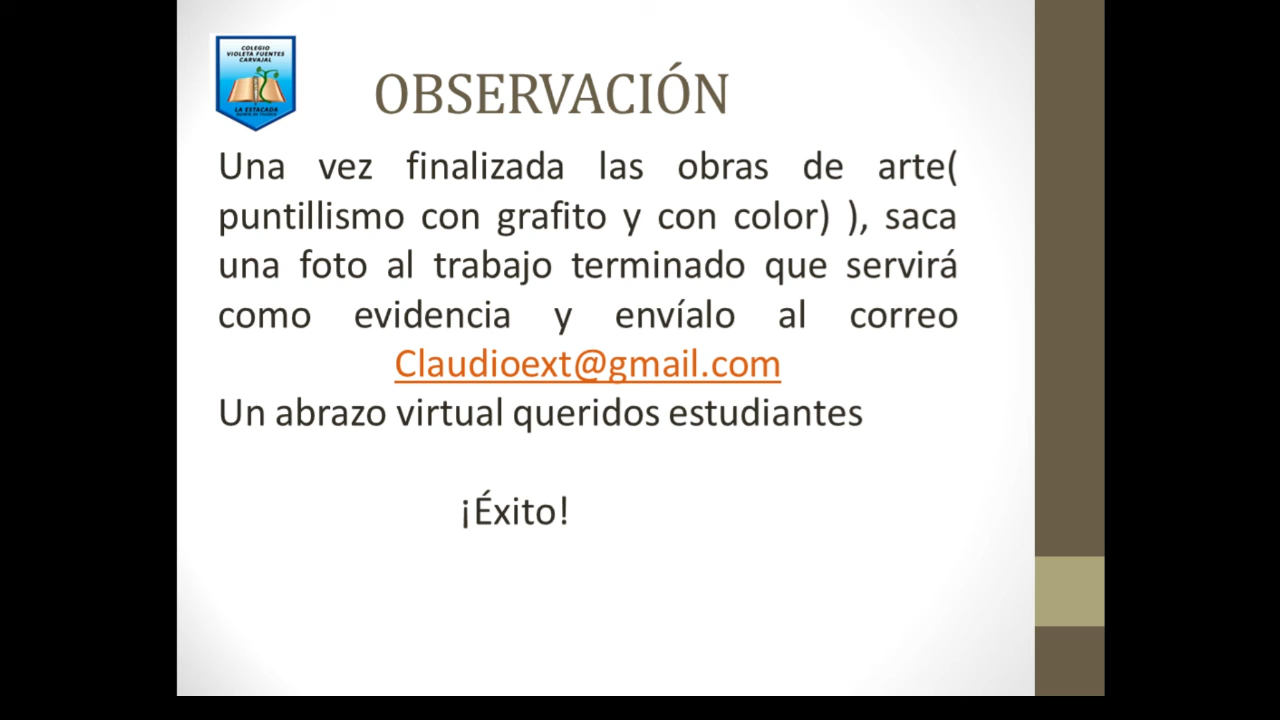 COLEGIO
VIOLETA FUENTES
CARVAJAL
LA ESTACADA
OBSERVACIÓN
Una vez finalizada las obras de arte(
puntillismo con grafito y con color) ), saca
una foto al trabajo terminado que servirá
como evidencia y envíalo al correo
Claudioext@gmail.com
Un abrazo virtual queridos estudiantes
¡Éxito!